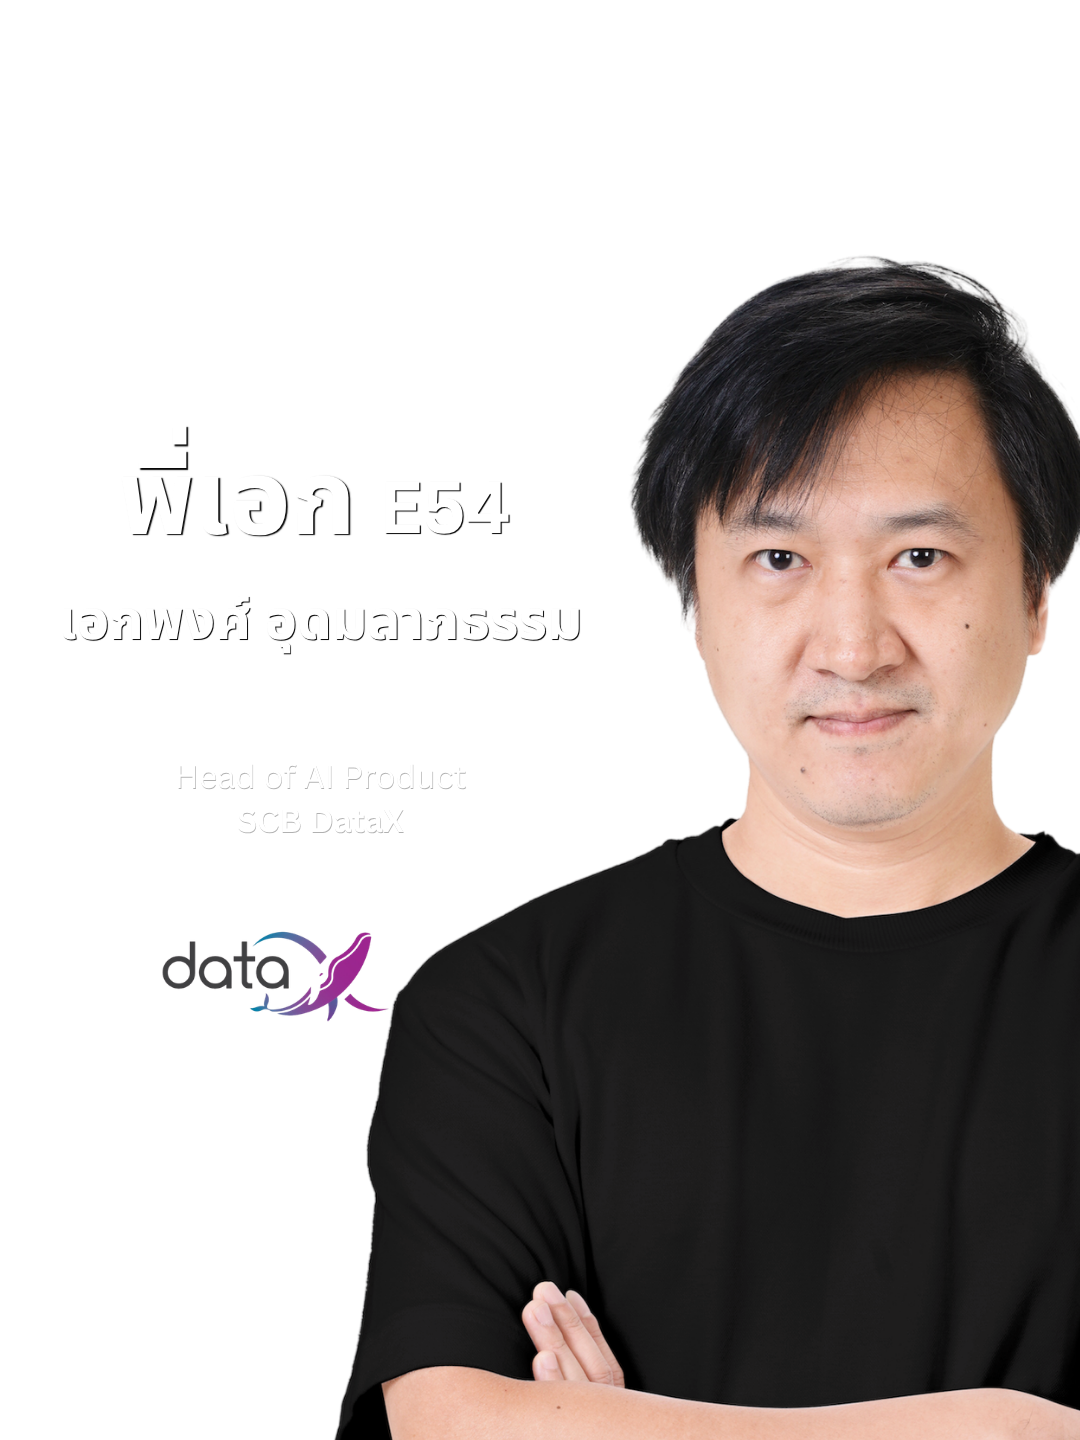 พี่เอก E54
เอกพงศ์ อุดมลาภธรรม
Head of AI Product
SCB DataX
data X